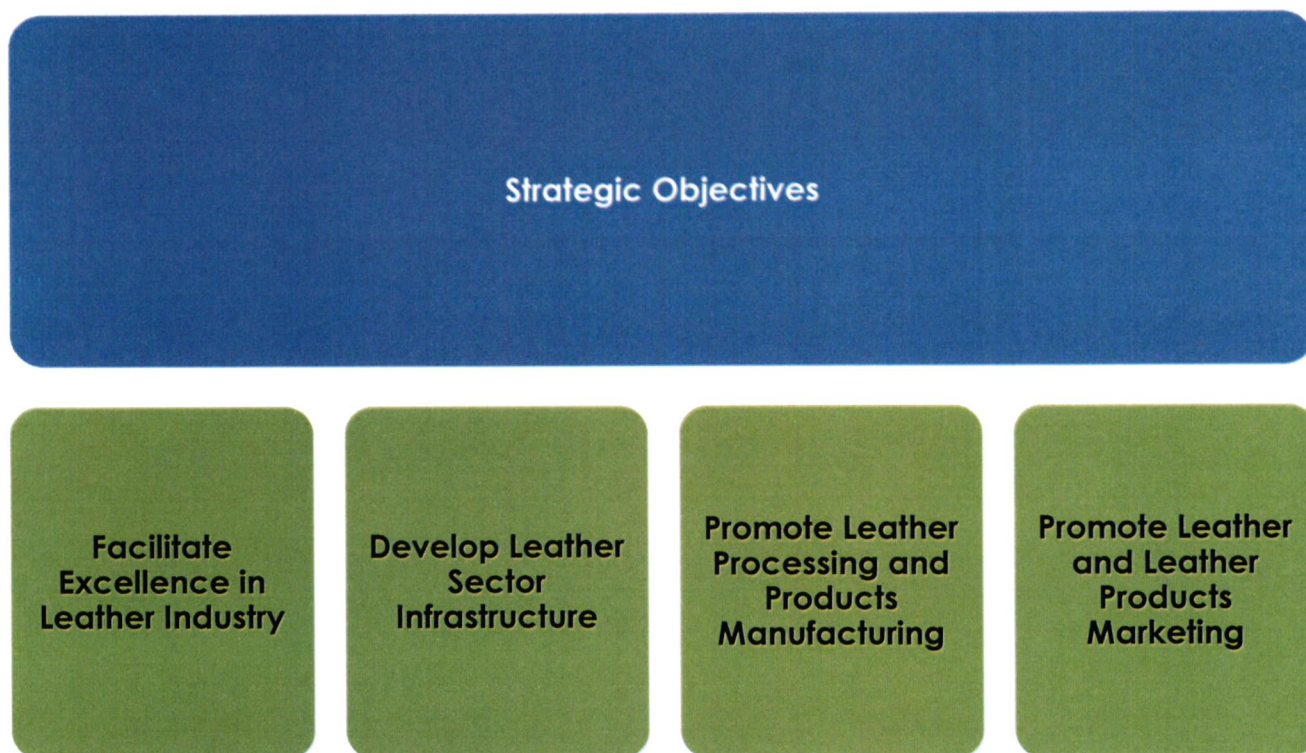 Strategic Objectives
Facilitate
Excellence in
Leather Industry
Develop Leather
Sector
Infrastructure
Promote Leather
Processing and
Products
Manufacturing
Promote Leather
and Leather
Products
Marketing